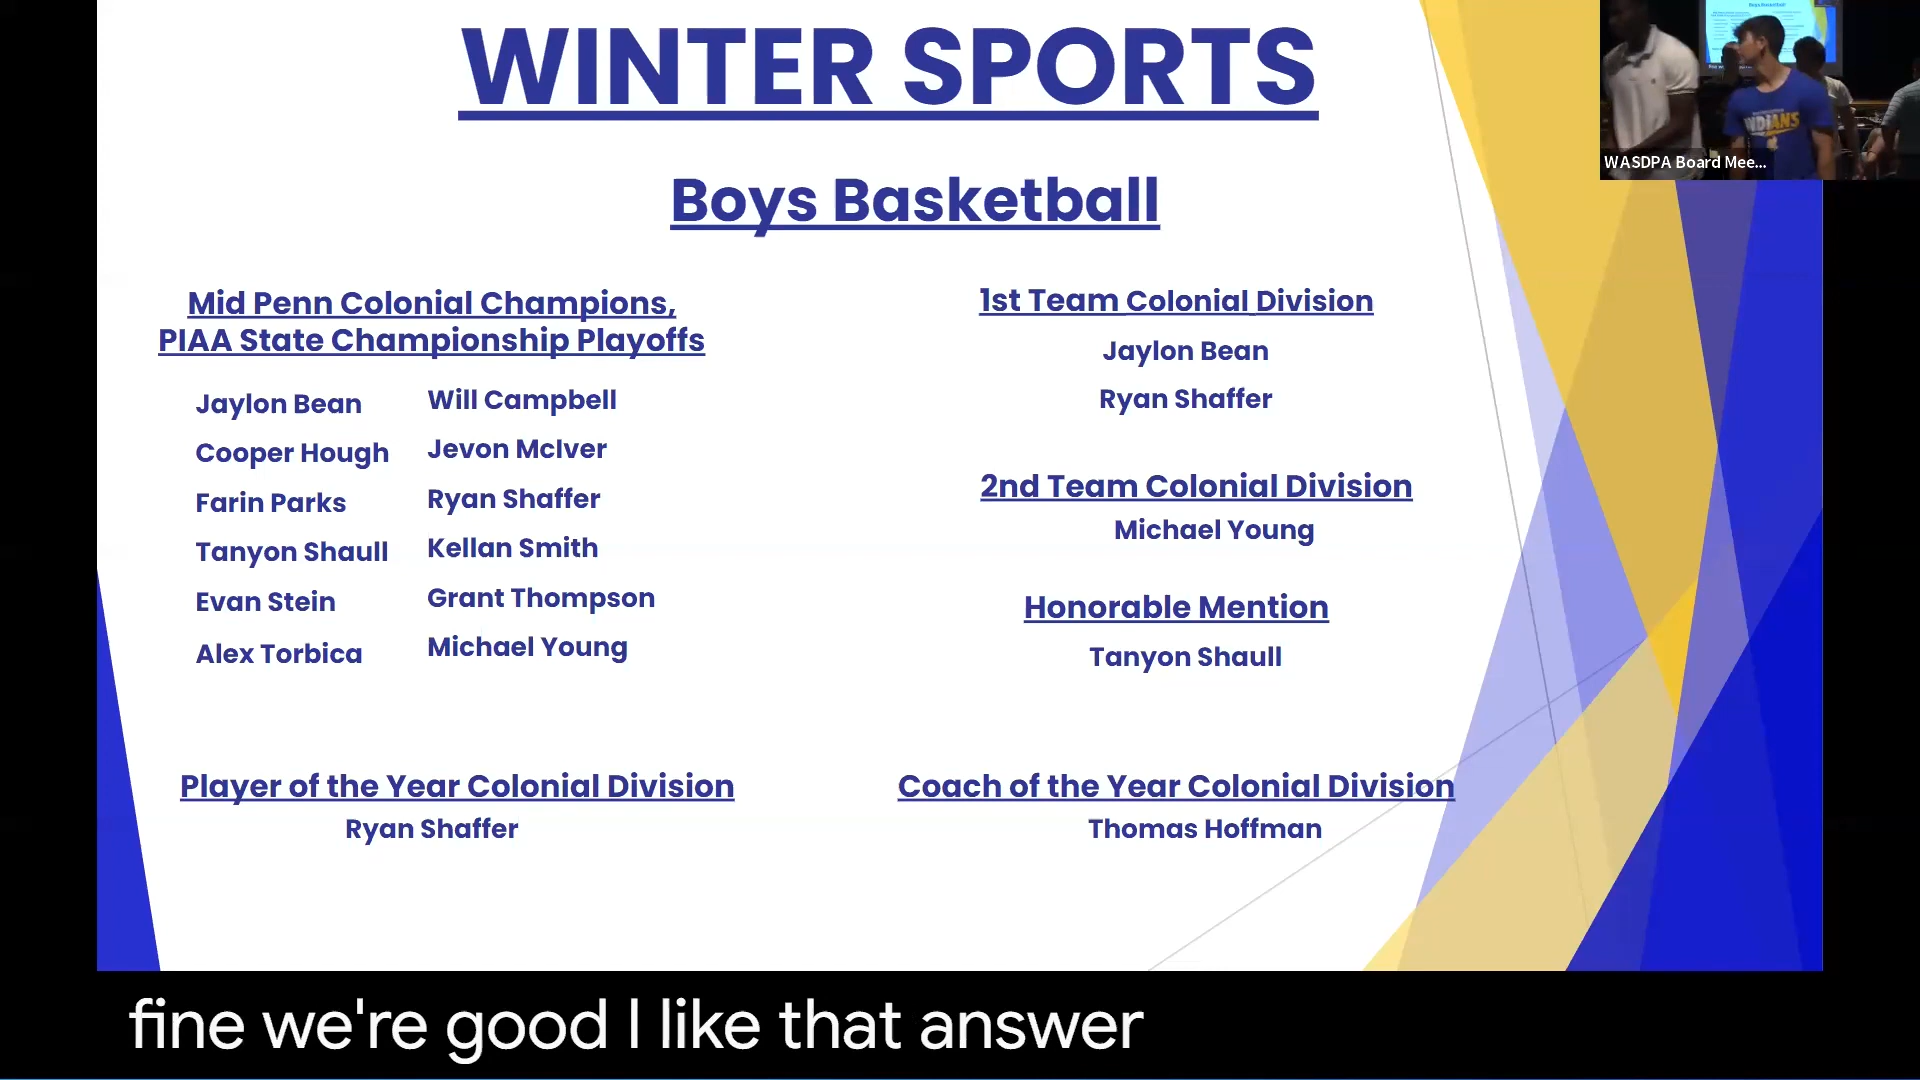 WINTER SPORTS
Boys Basketball
Mid Penn Colonial Champions,
PIAA State Championship Playoffs
Jaylon Bean
Cooper Hough
Farin Parks
Tanyon Shaull
Evan Stein
Alex Torbica
Will Campbell
Jevon McIver
Ryan Shaffer
Kellan Smith
Grant Thompson
Michael Young
1st Team Colonial Division
Jaylon Bean
Ryan Shaffer
2nd Team Colonial Division
Michael Young
Honorable Mention
Tanyon Shaull
Player of the Year Colonial Division
Ryan Shaffer
Coach of the Year Colonial Division
Thomas Hoffman
Boys Basketball
INDIANS
WASDPA Board Mee...
fine we're good I like that answer